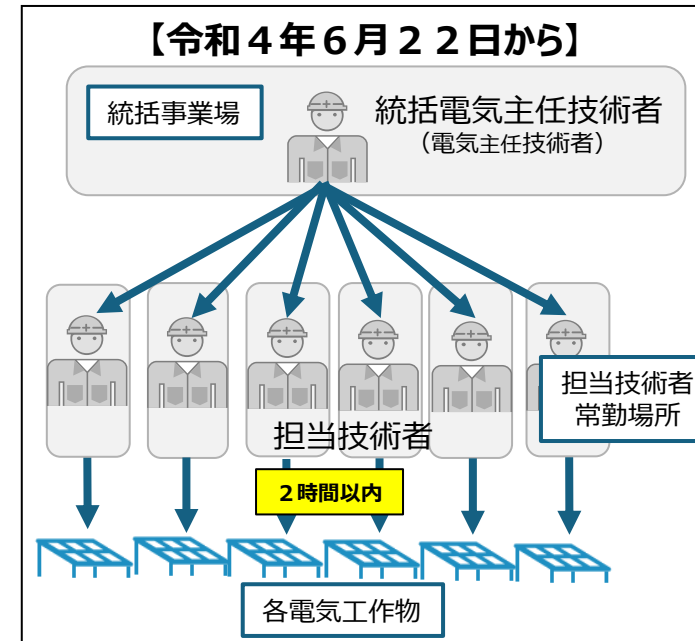 【令和４年６月２２日から】
統括事業場
統括電気主任技術者
（電気主任技術者）
担当技術者
常勤場所
担当技術者
２時間以内
各電気工作物